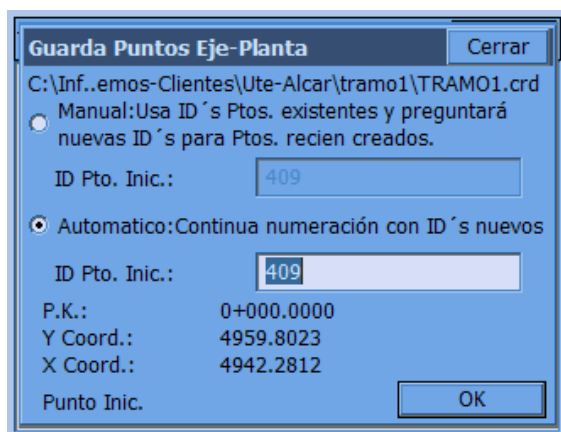 Guarda Puntos Eje-Planta Cerrar
C:\Inf..emos-Clientes\Ute-Alcar\tramo1\TRAMO1.crd
Manual:Usa ID´s Ptos. existentes y preguntará
nuevas ID´s para Ptos. recien creados.
ID Pto. Inic.: 409
Automatico:Continua numeración con ID´s nuevos
ID Pto. Inic.: 409
P.K.: 0+000.0000
Y Coord.: 4959.8023
X Coord.: 4942.2812
Punto Inic. OK